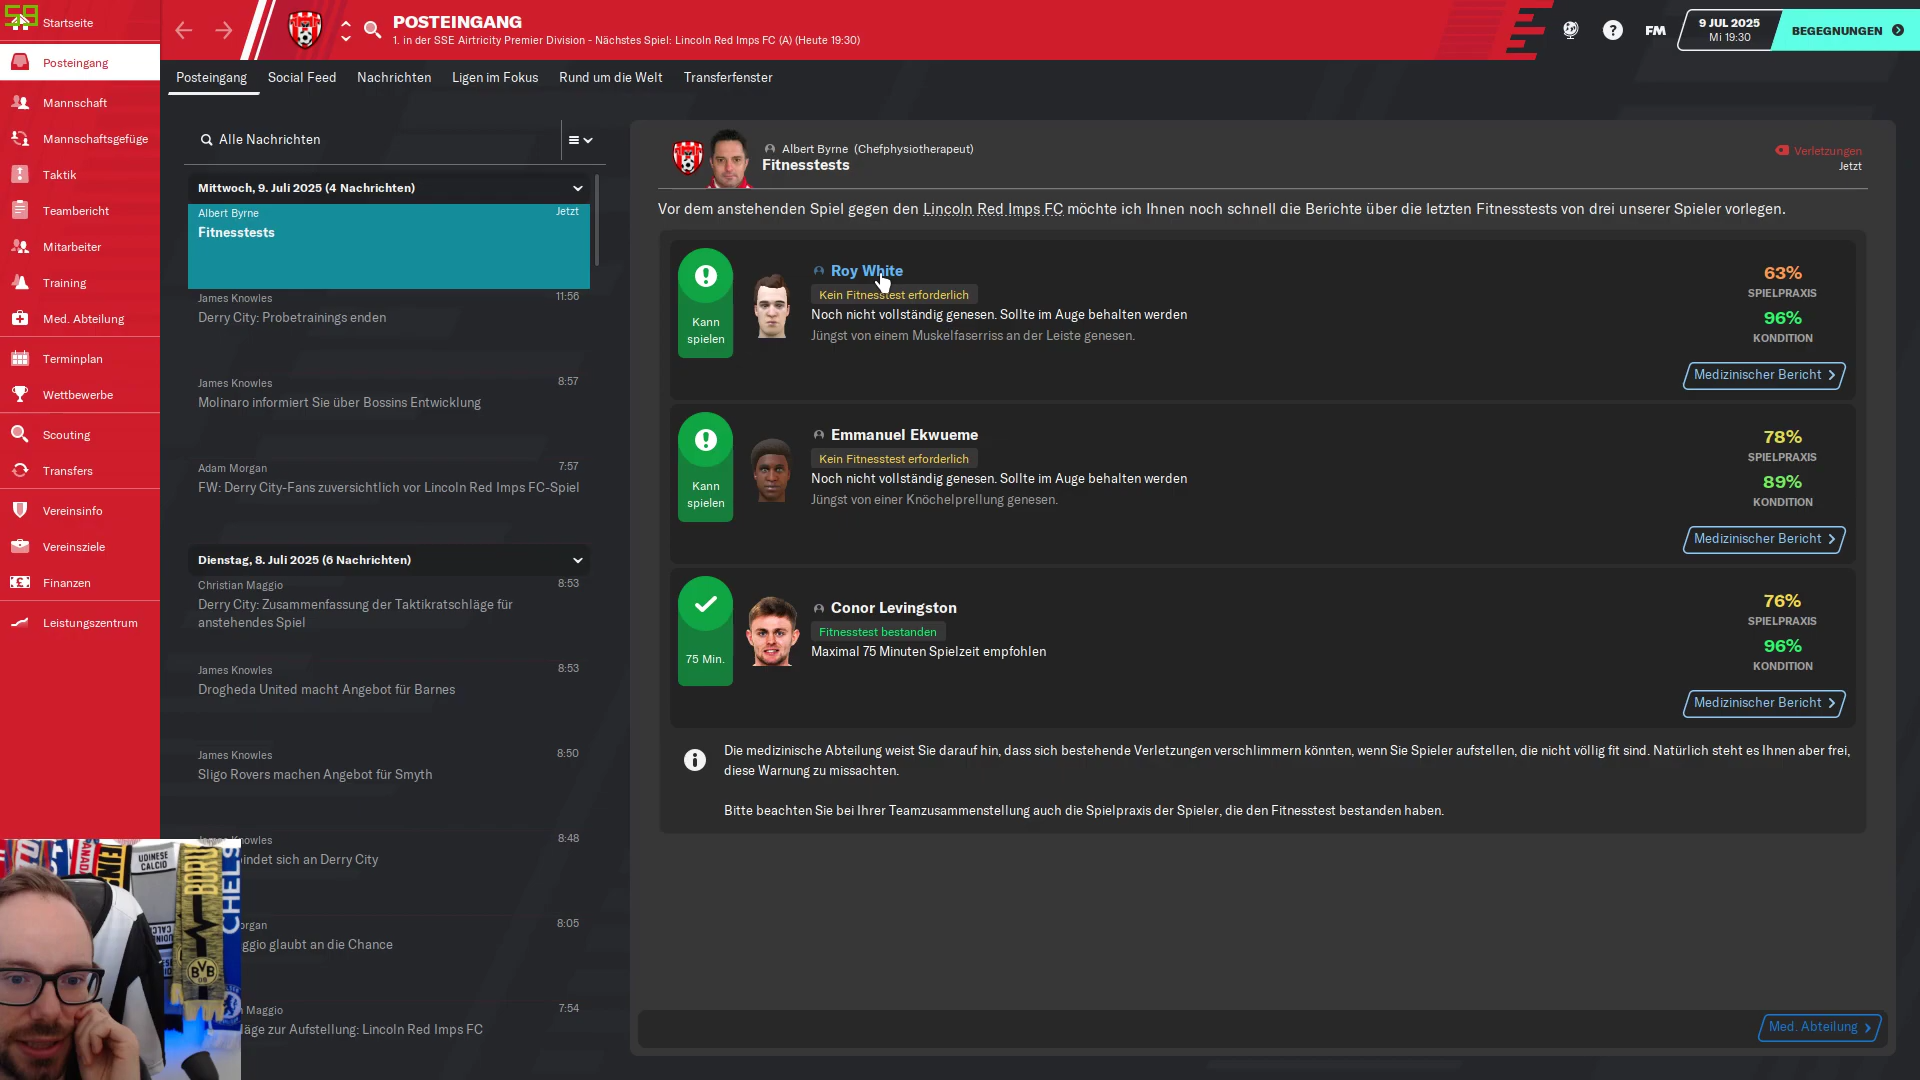 59
Startseite
Posteingang
Mannschaft
Mannschaftsgefüge
Taktik
Teambericht
Mitarbeiter
Training
Med. Abteilung
Terminplan
Wettbewerbe
Scouting
Transfers
Vereinsinfo
Vereinsziele
Finanzen
Leistungszentrum
POSTEINGANG
1. in der SSE Airtricity Premier Division - Nächstes Spiel: Lincoln Red Imps FC (A) (Heute 19:30)
FM
9 JUL 2025
Mi 19:30
BEGEGNUNGEN
Posteingang
Social Feed
Nachrichten
Ligen im Fokus
Rund um die Welt
Transferfenster
Alle Nachrichten
Mittwoch, 9. Juli 2025 (4 Nachrichten)
Albert Byrne
Jetzt
Fitnesstests
James Knowles
11:56
Derry City: Probetrainings enden
James Knowles
8:57
Molinaro informiert Sie über Bossins Entwicklung
Adam Morgan
7:57
FW: Derry City-Fans zuversichtlich vor Lincoln Red Imps FC-Spiel
Dienstag, 8. Juli 2025 (6 Nachrichten)
Christian Maggio
8:53
Derry City: Zusammenfassung der Taktikratschläge für
anstehendes Spiel
James Knowles
8:53
Drogheda United macht Angebot für Barnes
James Knowles
8:50
Sligo Rovers machen Angebot für Smyth
Knowles
8:48
indet sich an Derry City
organ
8:05
ggio glaubt an die Chance
Maggio
7:54
läge zur Aufstellung: Lincoln Red Imps FC
Albert Byrne (Chefphysiotherapeut)
Fitnesstests
Verletzungen
Jetzt
Vor dem anstehenden Spiel gegen den Lincoln Red Imps FC möchte ich Ihnen noch schnell die Berichte über die letzten Fitnesstests von drei unserer Spieler vorlegen.
Kann
spielen
Roy White
Kein Fitnesstest erforderlich
Noch nicht vollständig genesen. Sollte im Auge behalten werden
Jüngst von einem Muskelfaserriss an der Leiste genesen.
63%
SPIELPRAXIS
96%
KONDITION
Medizinischer Bericht
Kann
spielen
Emmanuel Ekwueme
Kein Fitnesstest erforderlich
Noch nicht vollständig genesen. Sollte im Auge behalten werden
Jüngst von einer Knöchelprellung genesen.
78%
SPIELPRAXIS
89%
KONDITION
Medizinischer Bericht
75 Min.
Conor Levingston
Fitnesstest bestanden
Maximal 75 Minuten Spielzeit empfohlen
76%
SPIELPRAXIS
96%
KONDITION
Medizinischer Bericht
Die medizinische Abteilung weist Sie darauf hin, dass sich bestehende Verletzungen verschlimmern könnten, wenn Sie Spieler aufstellen, die nicht völlig fit sind. Natürlich steht es Ihnen aber frei,
diese Warnung zu missachten.
Bitte beachten Sie bei Ihrer Teamzusammenstellung auch die Spielpraxis der Spieler, die den Fitnesstest bestanden haben.
Med. Abteilung
UDINESE
CALCIO
BORU
CHELS
BVB